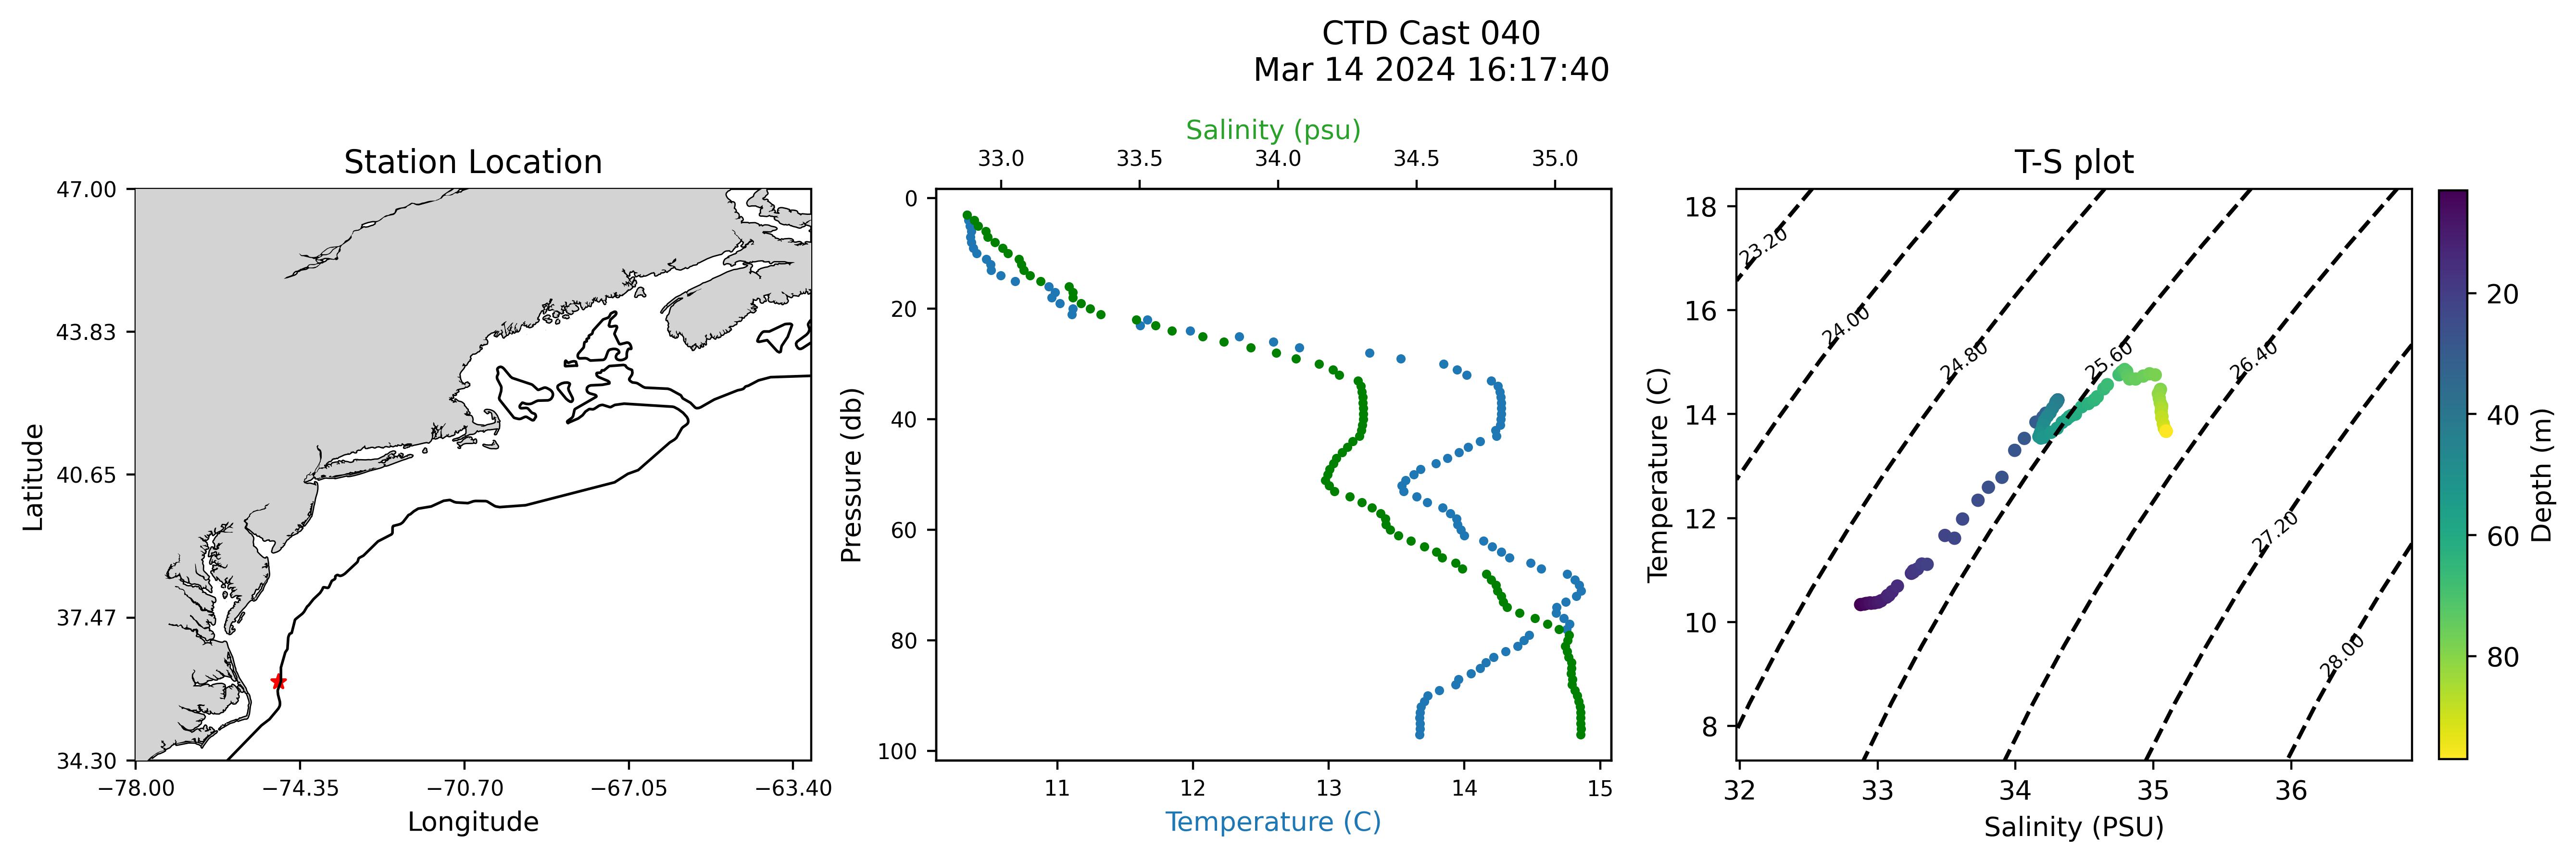 CTD Cast 040
Mar 14 2024 16:17:40
Station Location
47.00
43.83
40.65
37.47
34.30
Latitude
−78.00 −74.35 −70.70 −67.05 −63.40
Longitude
Salinity (psu)
33.0 33.5 34.0 34.5 35.0
0
20
40
60
80
100
Pressure (db)
11 12 13 14 15
Temperature (C)
T-S plot
18
16
14
12
10
8
Temperature (C)
23.20
24.00
24.80
25.60
26.40
27.20
28.00
32 33 34 35 36
Salinity (PSU)
20
40
60
80
Depth (m)